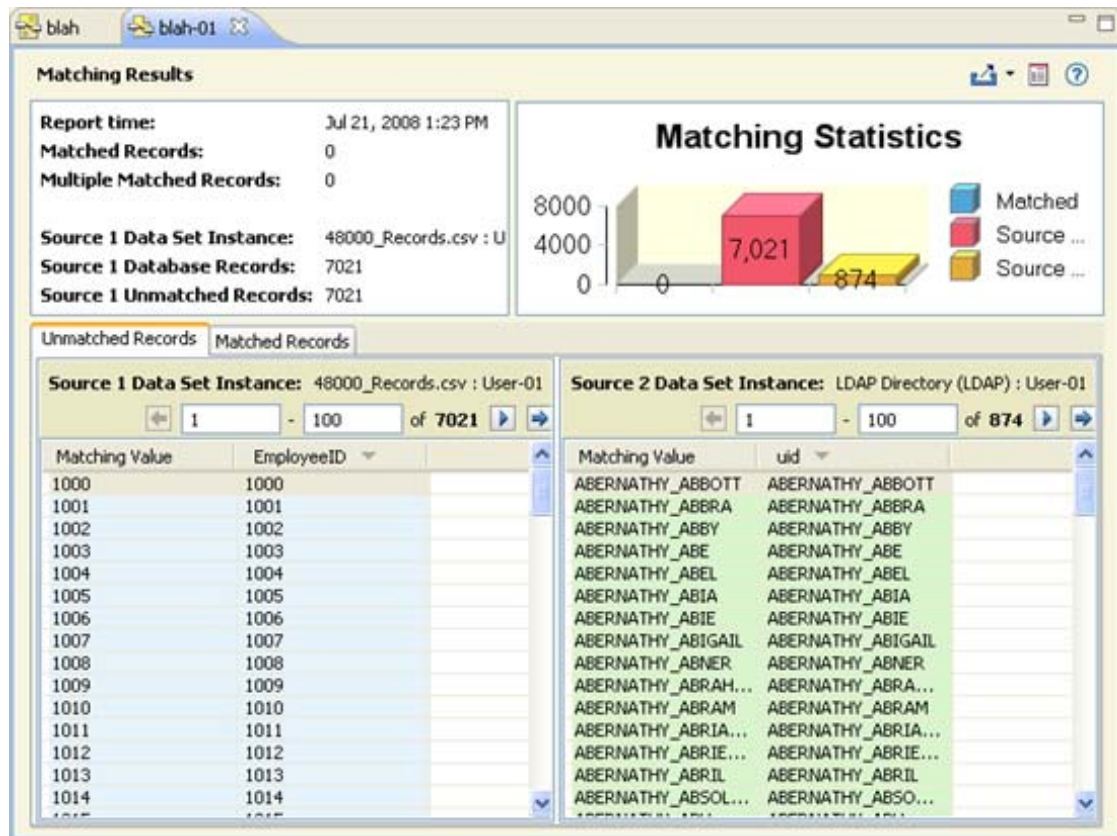 blah blah-01
Matching Results
Report time: Jul 21, 2008 1:23 PM
Matched Records: 0
Multiple Matched Records: 0
Source 1 Data Set Instance: 48000_Records.csv : U
Source 1 Database Records: 7021
Source 1 Unmatched Records: 7021
Matching Statistics
8000
4000
0
0
7,021
874
Matched
Source ...
Source ...
Unmatched Records Matched Records
Source 1 Data Set Instance: 48000_Records.csv : User-01
1 - 100 of 7021
Matching Value EmployeeID
1000 1000
1001 1001
1002 1002
1003 1003
1004 1004
1005 1005
1006 1006
1007 1007
1008 1008
1009 1009
1010 1010
1011 1011
1012 1012
1013 1013
1014 1014
Source 2 Data Set Instance: LDAP Directory (LDAP) : User-01
1 - 100 of 874
Matching Value uid
ABERNATHY_ABBOTT ABERNATHY_ABBOTT
ABERNATHY_ABBRA ABERNATHY_ABBRA
ABERNATHY_ABBY ABERNATHY_ABBY
ABERNATHY_ABE ABERNATHY_ABE
ABERNATHY_ABEL ABERNATHY_ABEL
ABERNATHY_ABIA ABERNATHY_ABIA
ABERNATHY_ABIE ABERNATHY_ABIE
ABERNATHY_ABIGAIL ABERNATHY_ABIGAIL
ABERNATHY_ABNER ABERNATHY_ABNER
ABERNATHY_ABRAH... ABERNATHY_ABRA...
ABERNATHY_ABRAM ABERNATHY_ABRAM
ABERNATHY_ABRIA... ABERNATHY_ABRIA...
ABERNATHY_ABRIE... ABERNATHY_ABRIE...
ABERNATHY_ABRIL ABERNATHY_ABRIL
ABERNATHY_ABSOL... ABERNATHY_ABSO...